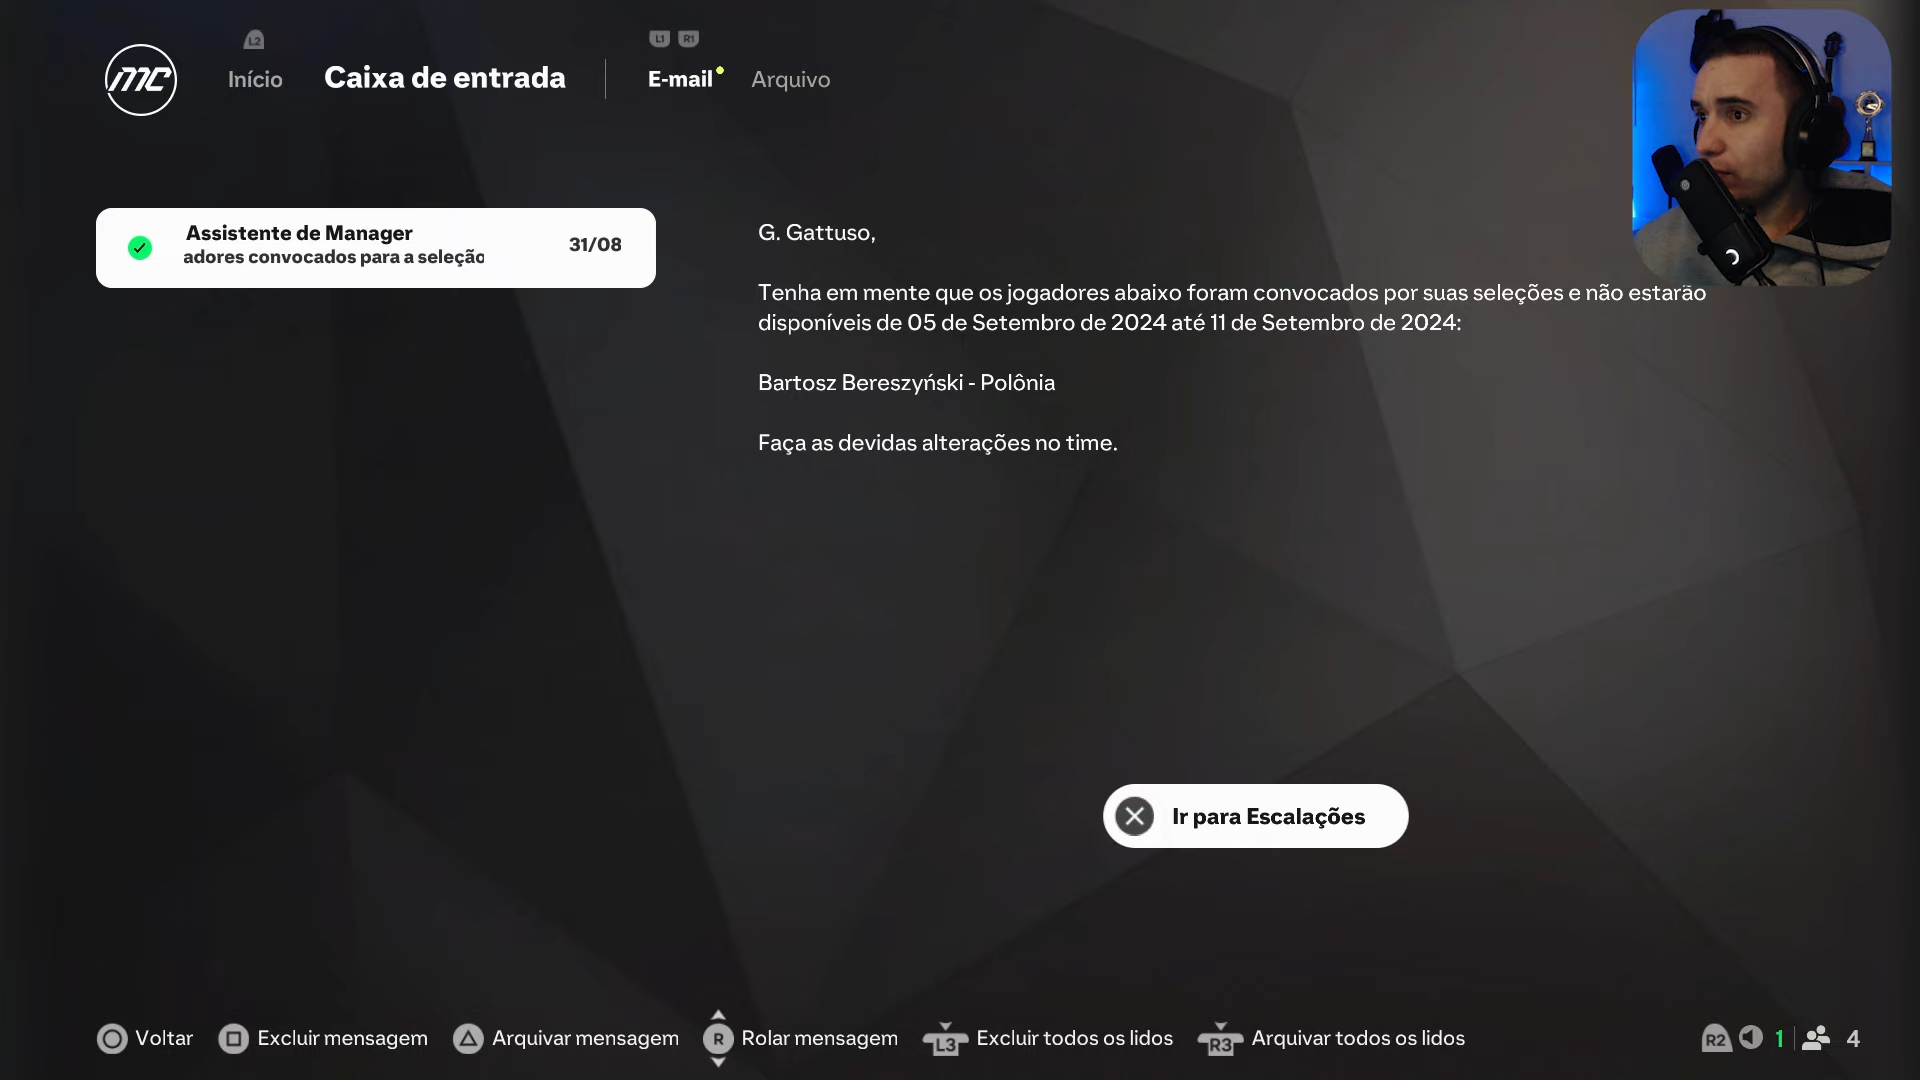 L2
L1 R1
MC
Início
Caixa de entrada
E-mail
Arquivo
Assistente de Manager
adores convocados para a seleção
31/08
G. Gattuso,
Tenha em mente que os jogadores abaixo foram convocados por suas seleções e não estarão
disponíveis de 05 de Setembro de 2024 até 11 de Setembro de 2024:
Bartosz Bereszyński - Polônia
Faça as devidas alterações no time.
Ir para Escalações
Voltar
Excluir mensagem
Arquivar mensagem
R Rolar mensagem
L3 Excluir todos os lidos
R3 Arquivar todos os lidos
R2 1 4